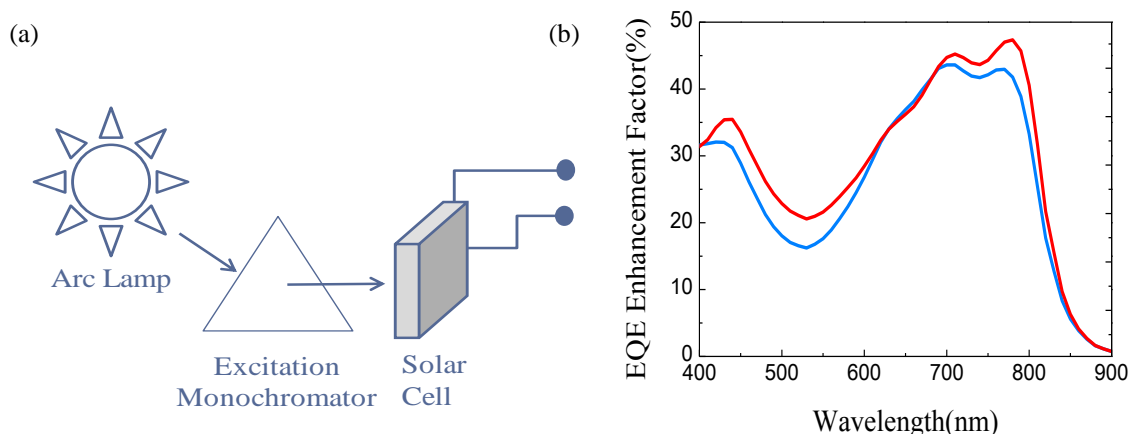 (a)
Arc Lamp
Excitation
Monochromator
Solar
Cell
(b)
EQE Enhancement Factor(%)
50
40
30
20
10
0
400 500 600 700 800 900
Wavelength(nm)